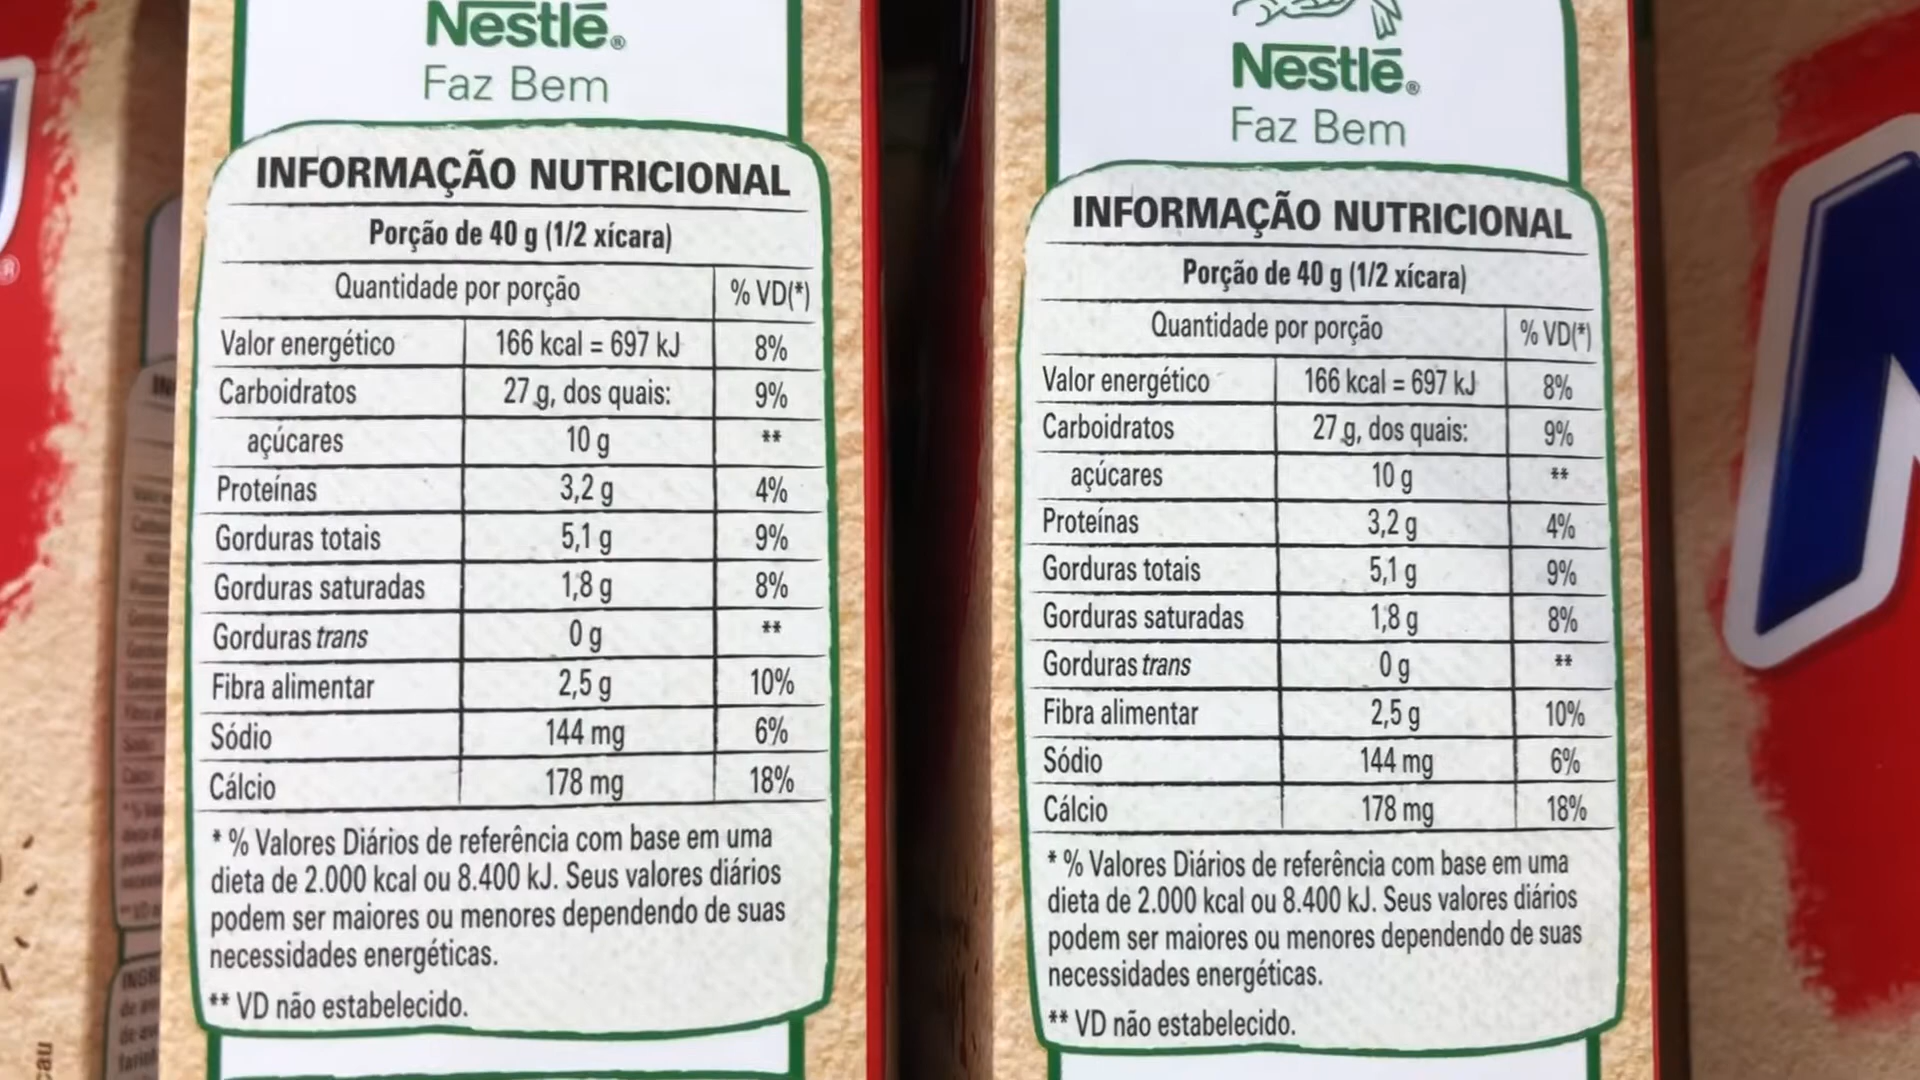 Nestlé®
Faz Bem
INFORMAÇÃO NUTRICIONAL
Porção de 40 g (1/2 xícara)
Quantidade por porção % VD(*)
Valor energético 166 kcal = 697 kJ 8%
Carboidratos 27 g, dos quais: 9%
açúcares 10 g **
Proteínas 3,2 g 4%
Gorduras totais 5,1 g 9%
Gorduras saturadas 1,8 g 8%
Gorduras trans 0 g **
Fibra alimentar 2,5 g 10%
Sódio 144 mg 6%
Cálcio 178 mg 18%
* % Valores Diários de referência com base em uma
dieta de 2.000 kcal ou 8.400 kJ. Seus valores diários
podem ser maiores ou menores dependendo de suas
necessidades energéticas.
** VD não estabelecido.
Nestlé®
Faz Bem
INFORMAÇÃO NUTRICIONAL
Porção de 40 g (1/2 xícara)
Quantidade por porção % VD(*)
Valor energético 166 kcal = 697 kJ 8%
Carboidratos 27 g, dos quais: 9%
açúcares 10 g **
Proteínas 3,2 g 4%
Gorduras totais 5,1 g 9%
Gorduras saturadas 1,8 g 8%
Gorduras trans 0 g **
Fibra alimentar 2,5 g 10%
Sódio 144 mg 6%
Cálcio 178 mg 18%
* % Valores Diários de referência com base em uma
dieta de 2.000 kcal ou 8.400 kJ. Seus valores diários
podem ser maiores ou menores dependendo de suas
necessidades energéticas.
** VD não estabelecido.